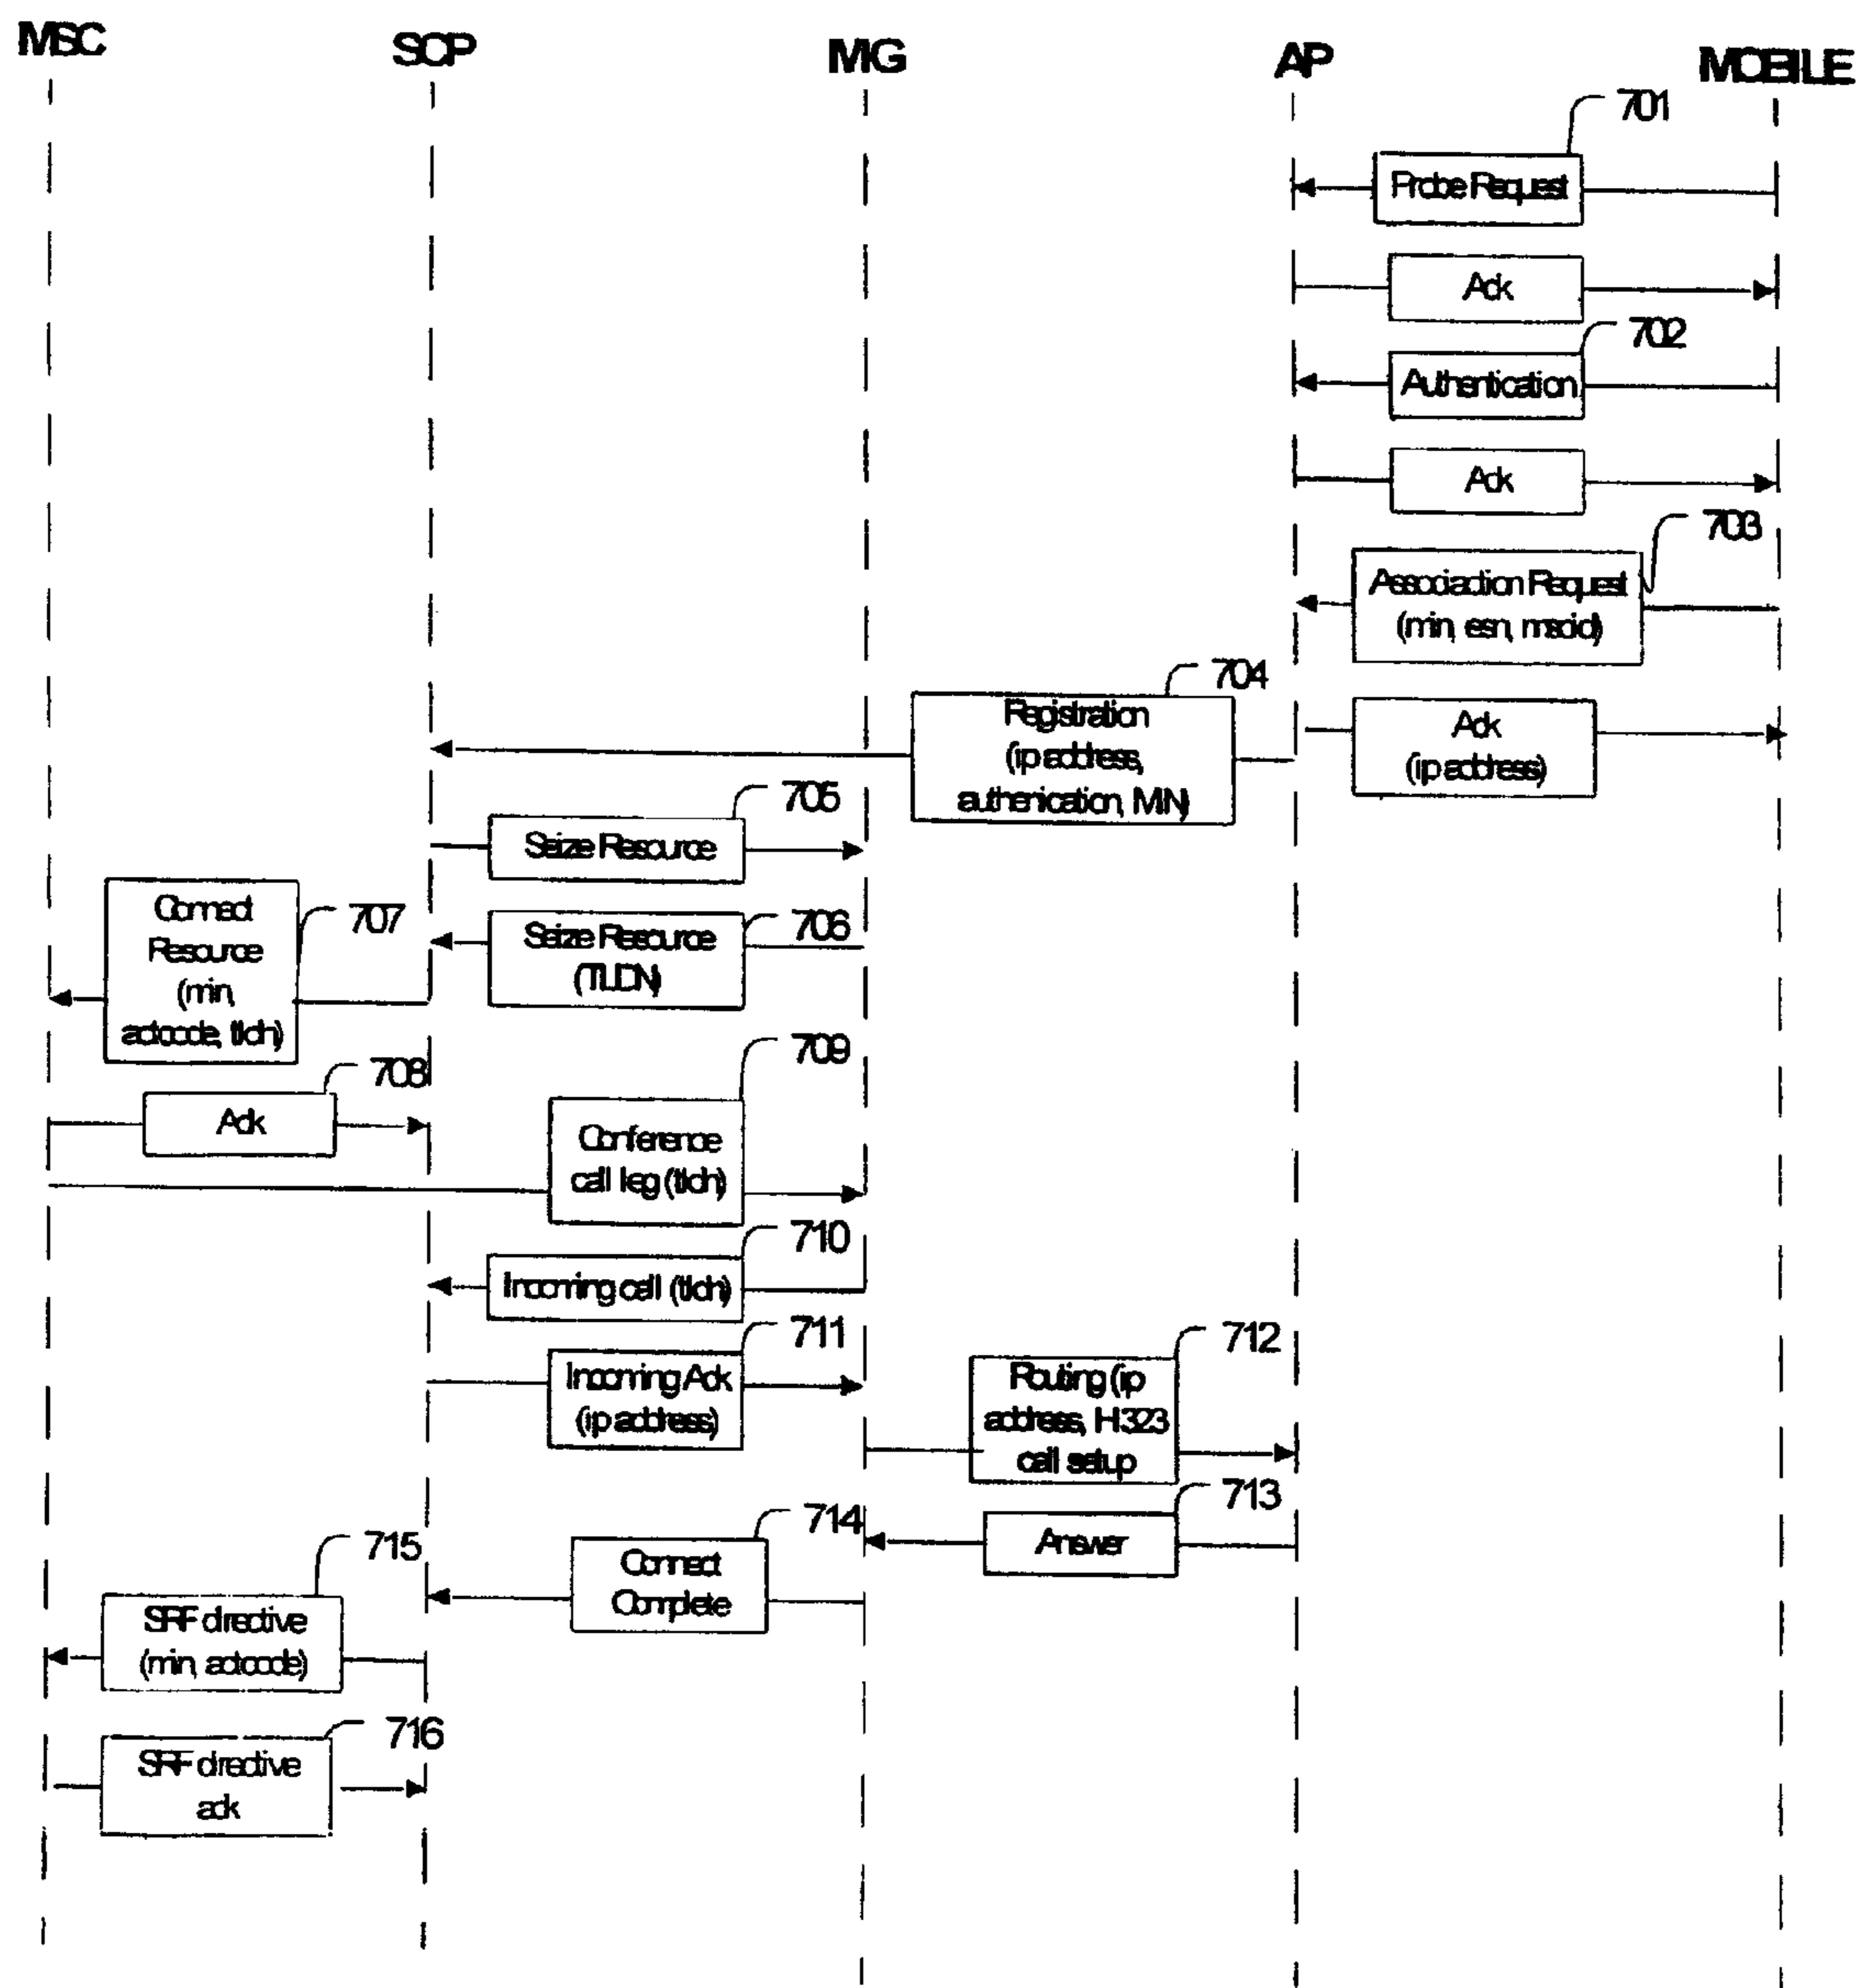 MSC SCP MG AP MOBILE
701
Probe Request
Ack
702
Authentication
Ack
703
Associaction Request
(min, esn, mscid)
704
Registration
(ip address,
authenication, MIN)
Ack
(ip address)
705
Seize Resource
706
Seize Resource
(TLDN)
707
Connect
Resource
(min,
actcode, tldn)
708
Ack
709
Conference
call leg (tldn)
710
Incoming call (tldn)
711
Incoming Ack
(ip address)
712
Routing (ip
address, H.323
call setup
713
Answer
714
Connect
Complete
715
SRF directive
(min, actcode)
716
SRF directive
ack